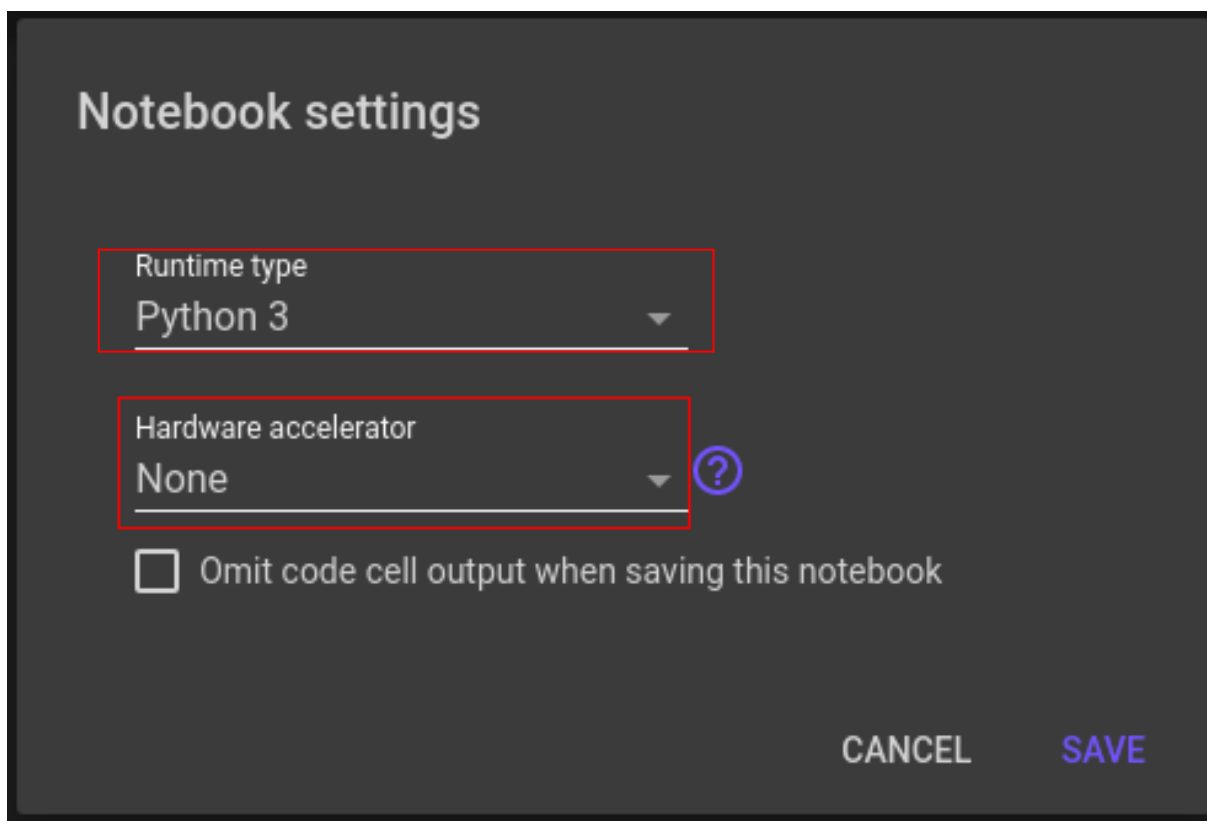 Notebook settings
Runtime type
Python 3
Hardware accelerator
None
?
Omit code cell output when saving this notebook
CANCEL SAVE